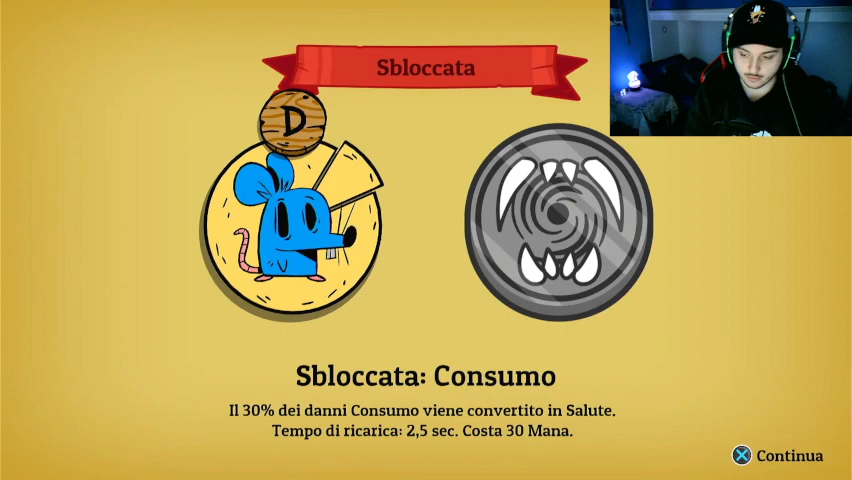 Sbloccata
D
Sbloccata: Consumo
Il 30% dei danni Consumo viene convertito in Salute.
Tempo di ricarica: 2,5 sec. Costa 30 Mana.
Continua